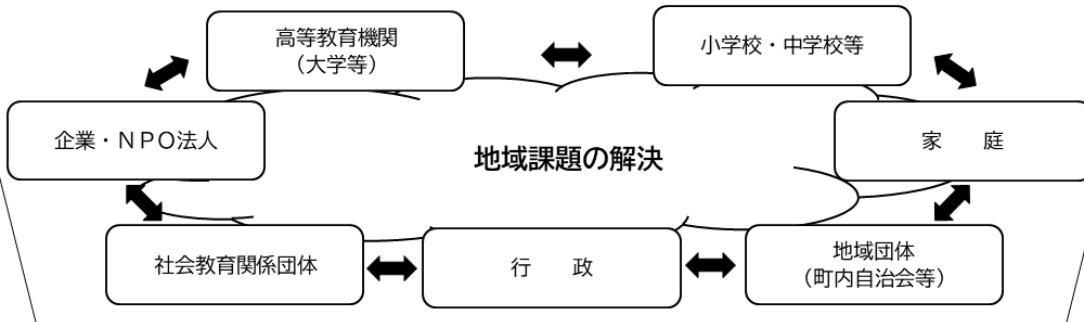 高等教育機関
(大学等)
小学校・中学校等
企業・ＮＰＯ法人
地域課題の解決
家　　庭
社会教育関係団体
行　　政
地域団体
(町内自治会等)